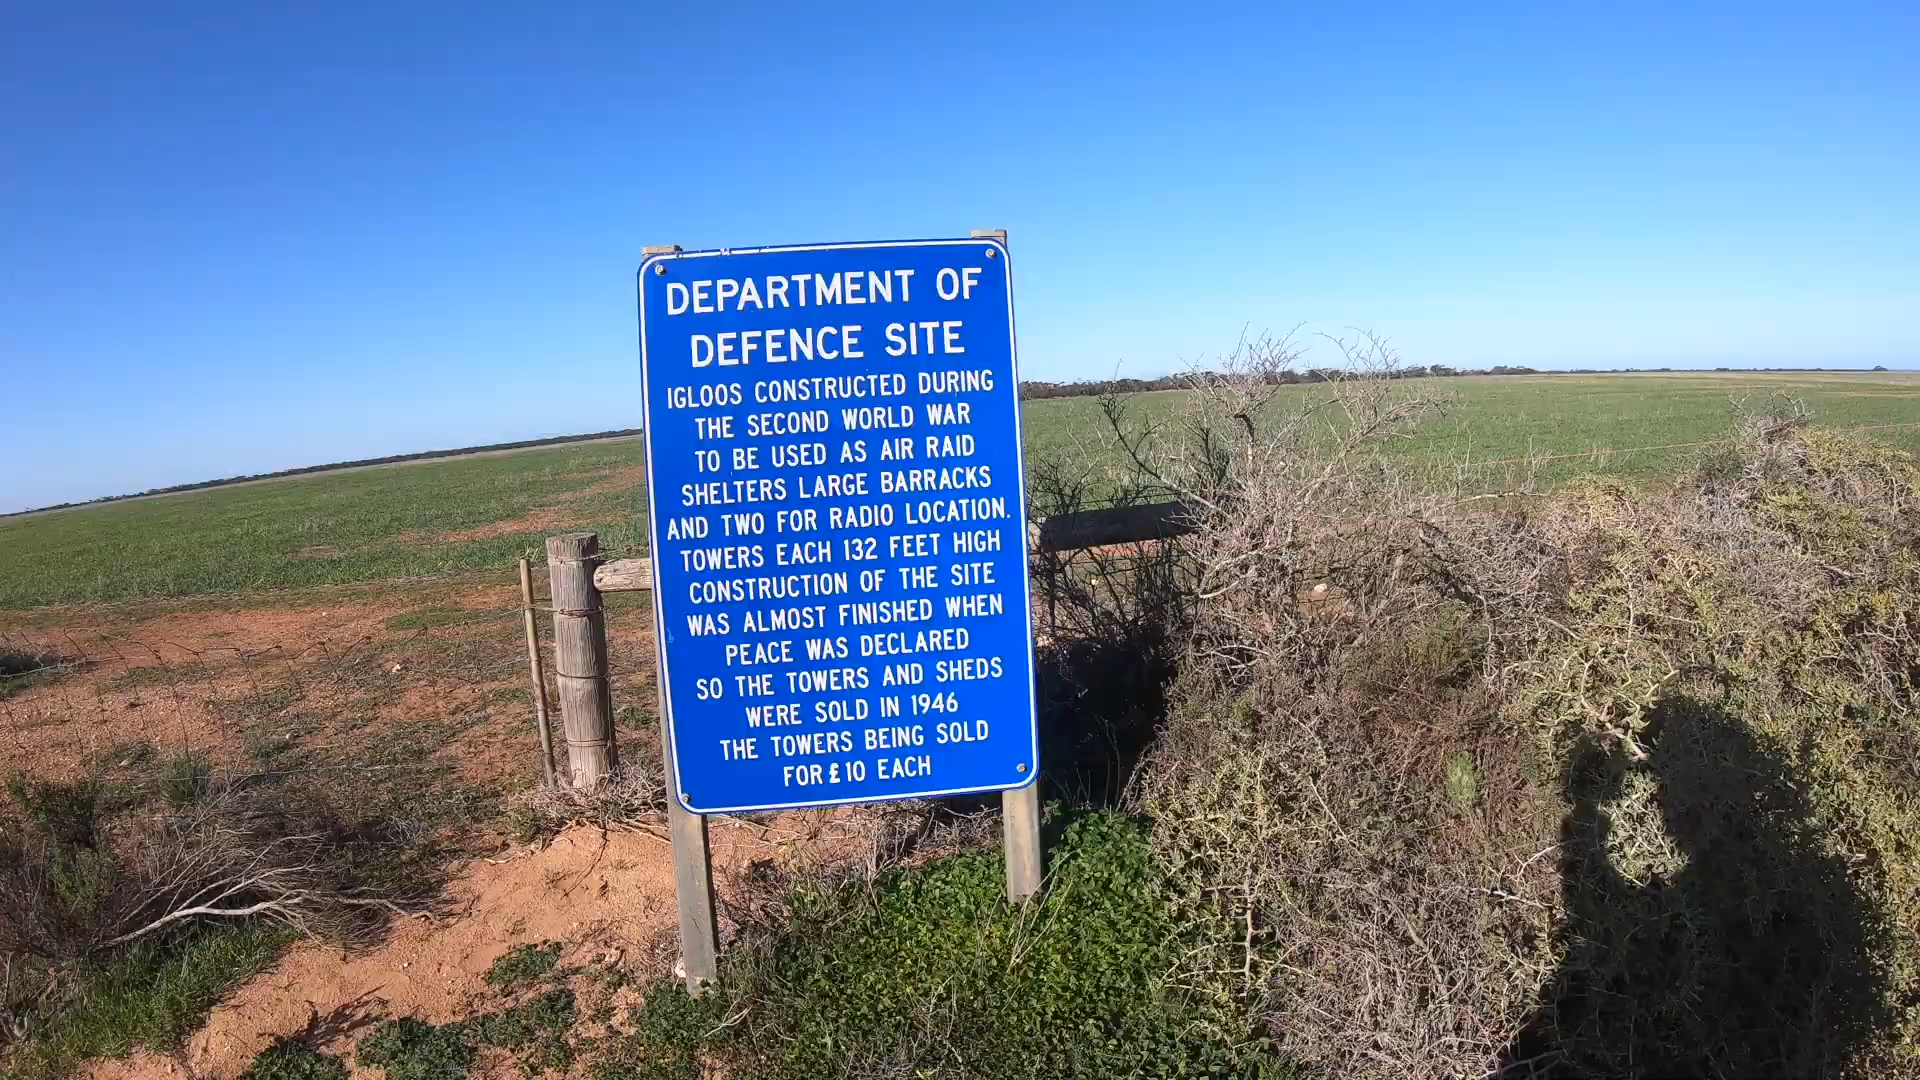 DEPARTMENT OF
DEFENCE SITE
IGLOOS CONSTRUCTED DURING
THE SECOND WORLD WAR
TO BE USED AS AIR RAID
SHELTERS LARGE BARRACKS
AND TWO FOR RADIO LOCATION.
TOWERS EACH 132 FEET HIGH
CONSTRUCTION OF THE SITE
WAS ALMOST FINISHED WHEN
PEACE WAS DECLARED
SO THE TOWERS AND SHEDS
WERE SOLD IN 1946
THE TOWERS BEING SOLD
FOR £10 EACH